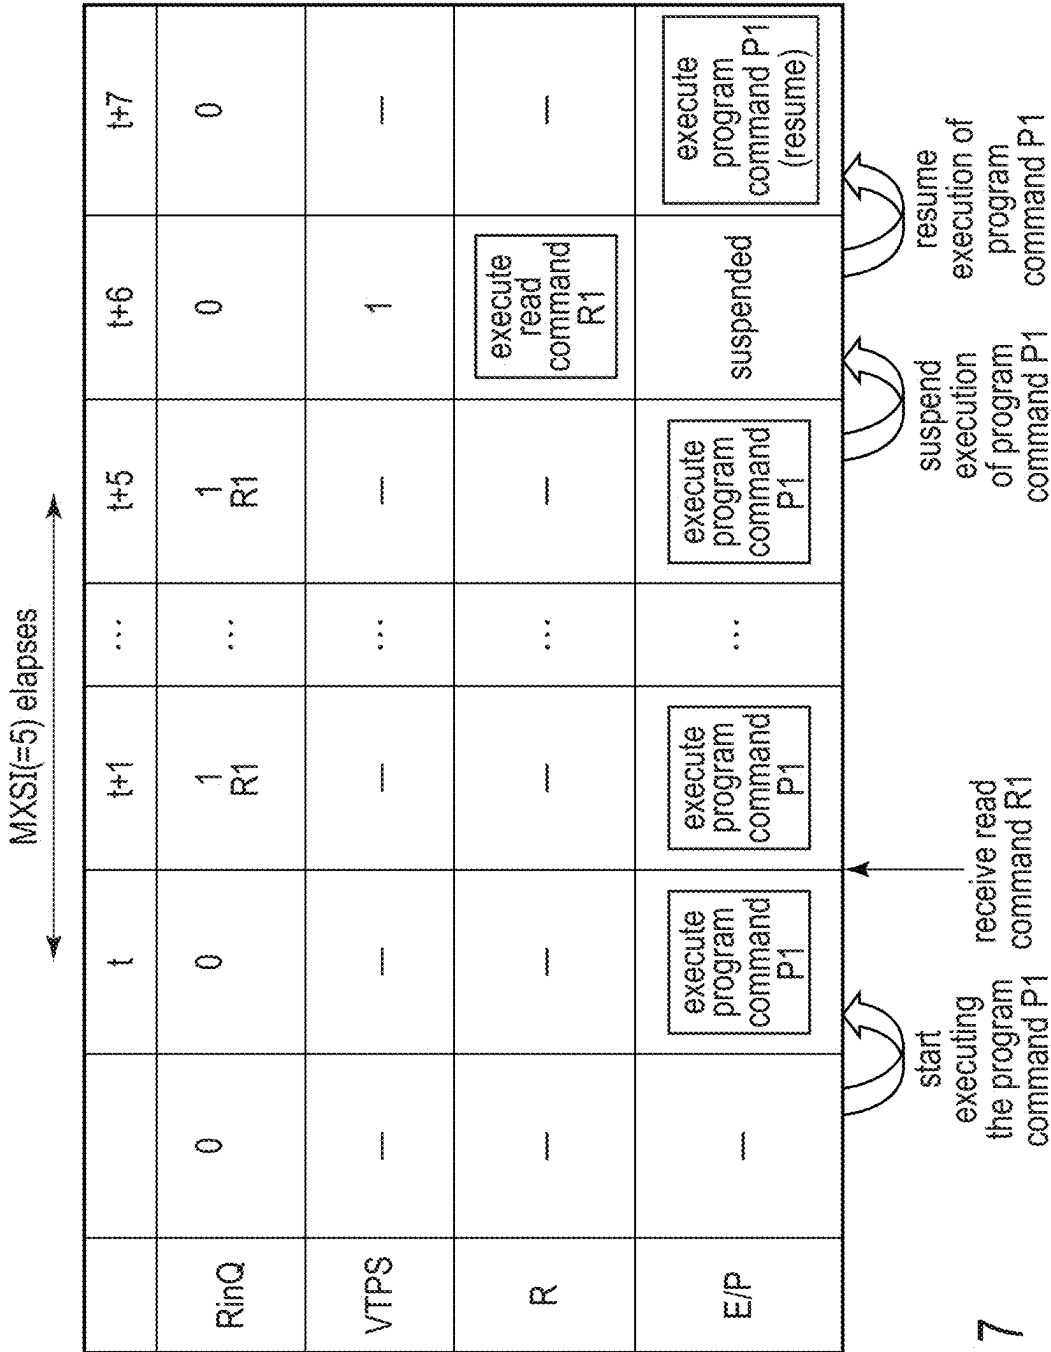 MXSI(=5) elapses
t t+1 ... t+5 t+6 t+7
RinQ 0 0 1 ... 1 0 0
R1 R1
VTPS — — — ... — 1 —
R — — — ... — execute —
read
command
R1
E/P — execute execute ... execute suspended execute
program program program program
command command command command P1
P1 P1 P1 (resume)
start
executing
the program
command P1
receive read
command R1
suspend
execution
of program
command P1
resume
execution of
program
command P1
7